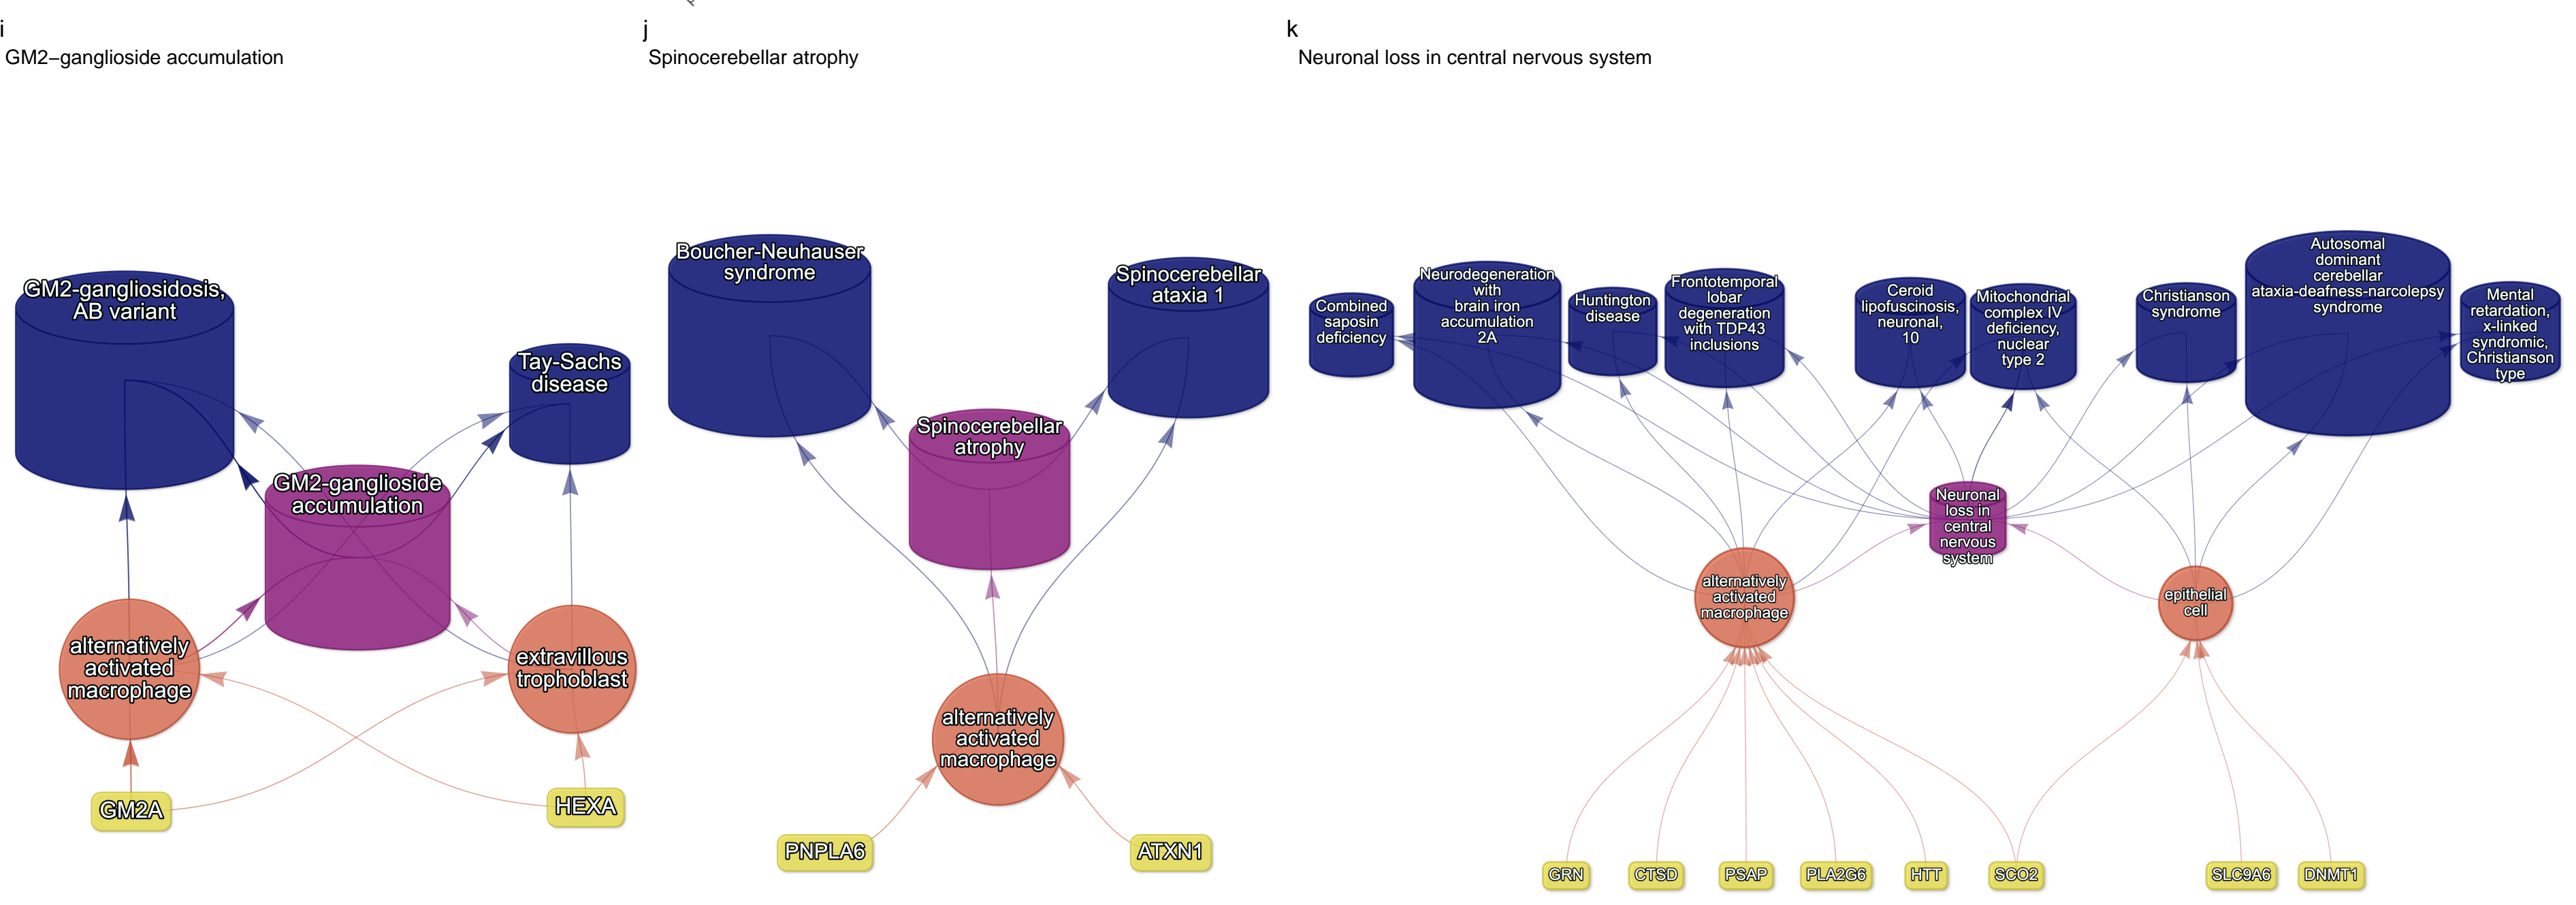 i
GM2−ganglioside accumulation
GM2-gangliosidosis,
AB variant
Tay-Sachs
disease
GM2-ganglioside
accumulation
alternatively
activated
macrophage
extravillous
trophoblast
GM2A
HEXA
j
Spinocerebellar atrophy
Boucher-Neuhauser
syndrome
Spinocerebellar
ataxia 1
Spinocerebellar
atrophy
alternatively
activated
macrophage
PNPLA6
ATXN1
k
Neuronal loss in central nervous system
Combined
saposin
deficiency
Neurodegeneration
with
brain iron
accumulation
2A
Huntington
disease
Frontotemporal
lobar
degeneration
with TDP43
inclusions
Ceroid
lipofuscinosis,
neuronal,
10
Mitochondrial
complex IV
deficiency,
nuclear
type 2
Christianson
syndrome
Autosomal
dominant
cerebellar
ataxia-deafness-narcolepsy
syndrome
Mental
retardation,
x-linked
syndromic,
Christianson
type
Neuronal
loss in
central
nervous
system
alternatively
activated
macrophage
epithelial
cell
GRN
CTSD
PSAP
PLA2G6
HTT
SCO2
SLC9A6
DNMT1